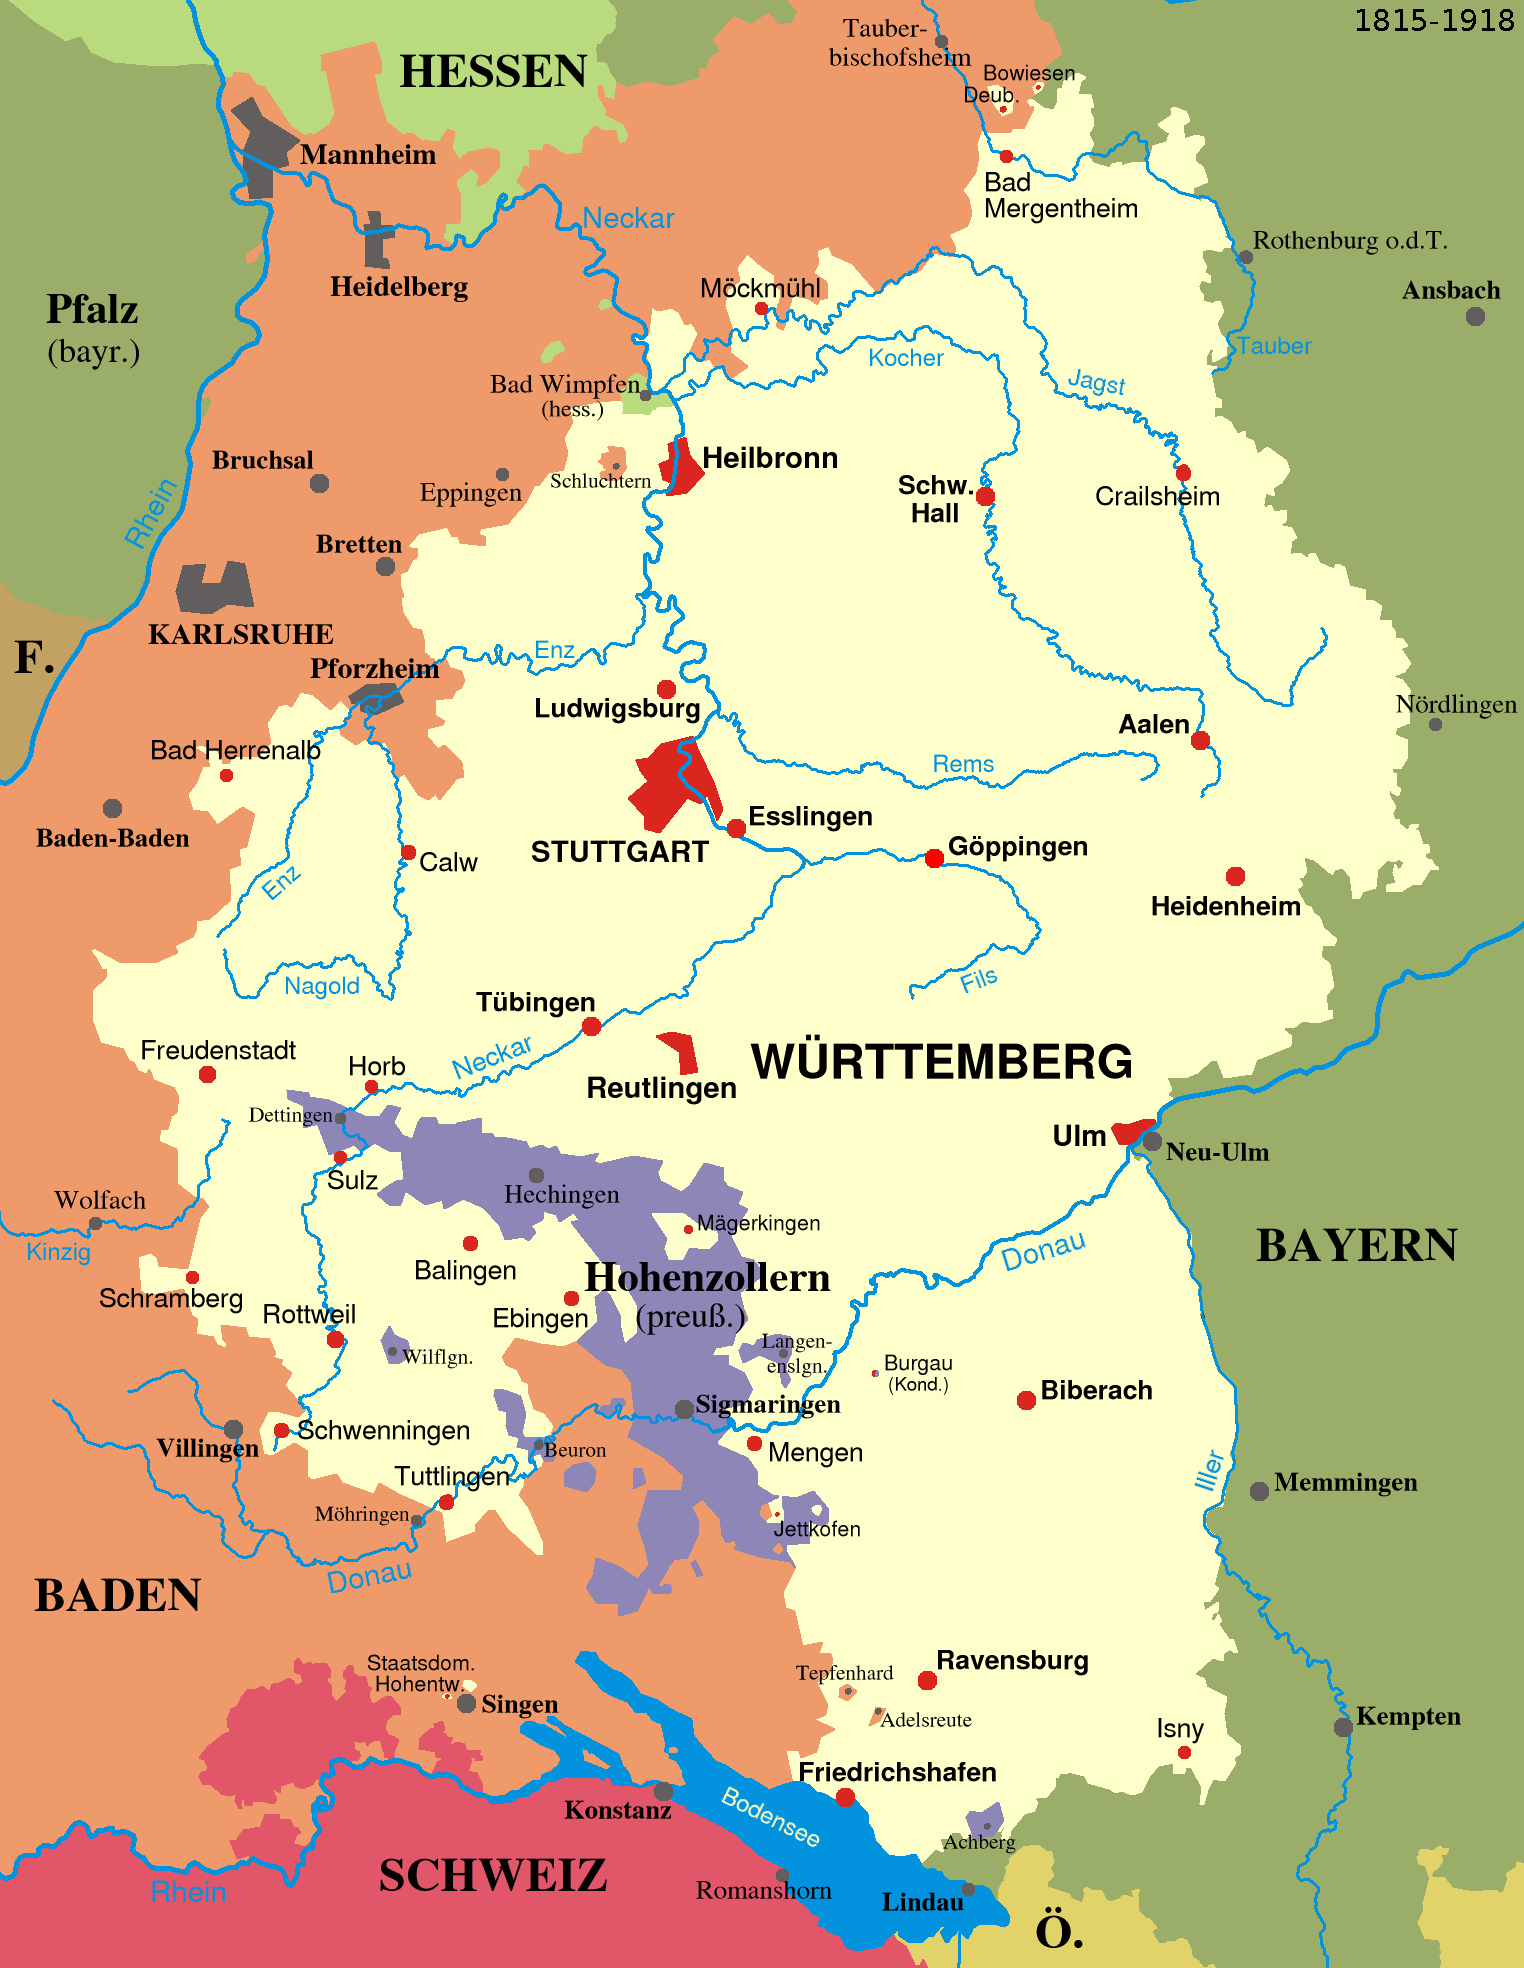 1815-1918
Tauber-
bischofsheim
HESSEN
Bowiesen
Deub.
Mannheim
Bad
Mergentheim
Neckar
Rothenburg o.d.T.
Heidelberg
Möckmühl
Ansbach
Pfalz
(bayr.)
Tauber
Kocher
Jagst
Bad Wimpfen
(hess.)
Bruchsal
Heilbronn
Schluchtern
Eppingen
Schw.
Hall
Crailsheim
Rhein
Bretten
KARLSRUHE
F.
Enz
Pforzheim
Ludwigsburg
Nördlingen
Aalen
Bad Herrenalb
Rems
Baden-Baden
Esslingen
STUTTGART
Göppingen
Calw
Enz
Heidenheim
Nagold
Fils
Tübingen
Neckar
Freudenstadt
Horb
WÜRTTEMBERG
Reutlingen
Dettingen
Ulm
Neu-Ulm
Sulz
Hechingen
Wolfach
Kinzig
Mägerkingen
Donau
BAYERN
Balingen
Hohenzollern
(preuß.)
Schramberg
Rottweil
Ebingen
Wilflgn.
Langen-
enslgn.
Burgau
(Kond.)
Biberach
Sigmaringen
Schwenningen
Villingen
Beuron
Mengen
Tuttlingen
Iller
Memmingen
Möhringen
Jettkofen
Donau
BADEN
Staatsdom.
Hohentw.
Singen
Ravensburg
Tepfenhard
Adelsreute
Isny
Kempten
Friedrichshafen
Konstanz
Bodensee
Achberg
SCHWEIZ
Rhein
Romanshorn
Lindau
Ö.